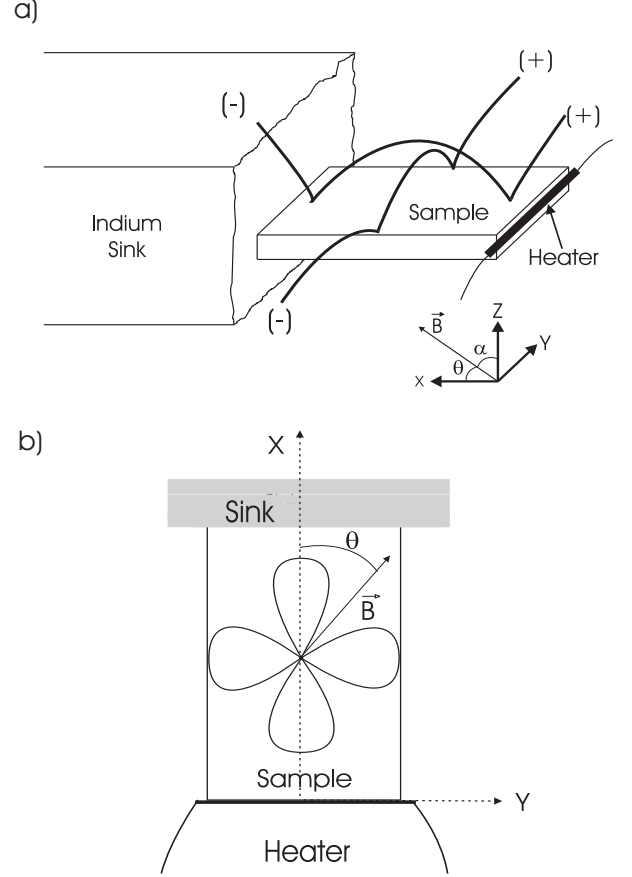 a)
(-)
(+)
(+)
Indium
Sink
Sample
Heater
(-)
B
Z
α
Y
θ
X
b)
X
Sink
θ
B
Sample
Y
Heater